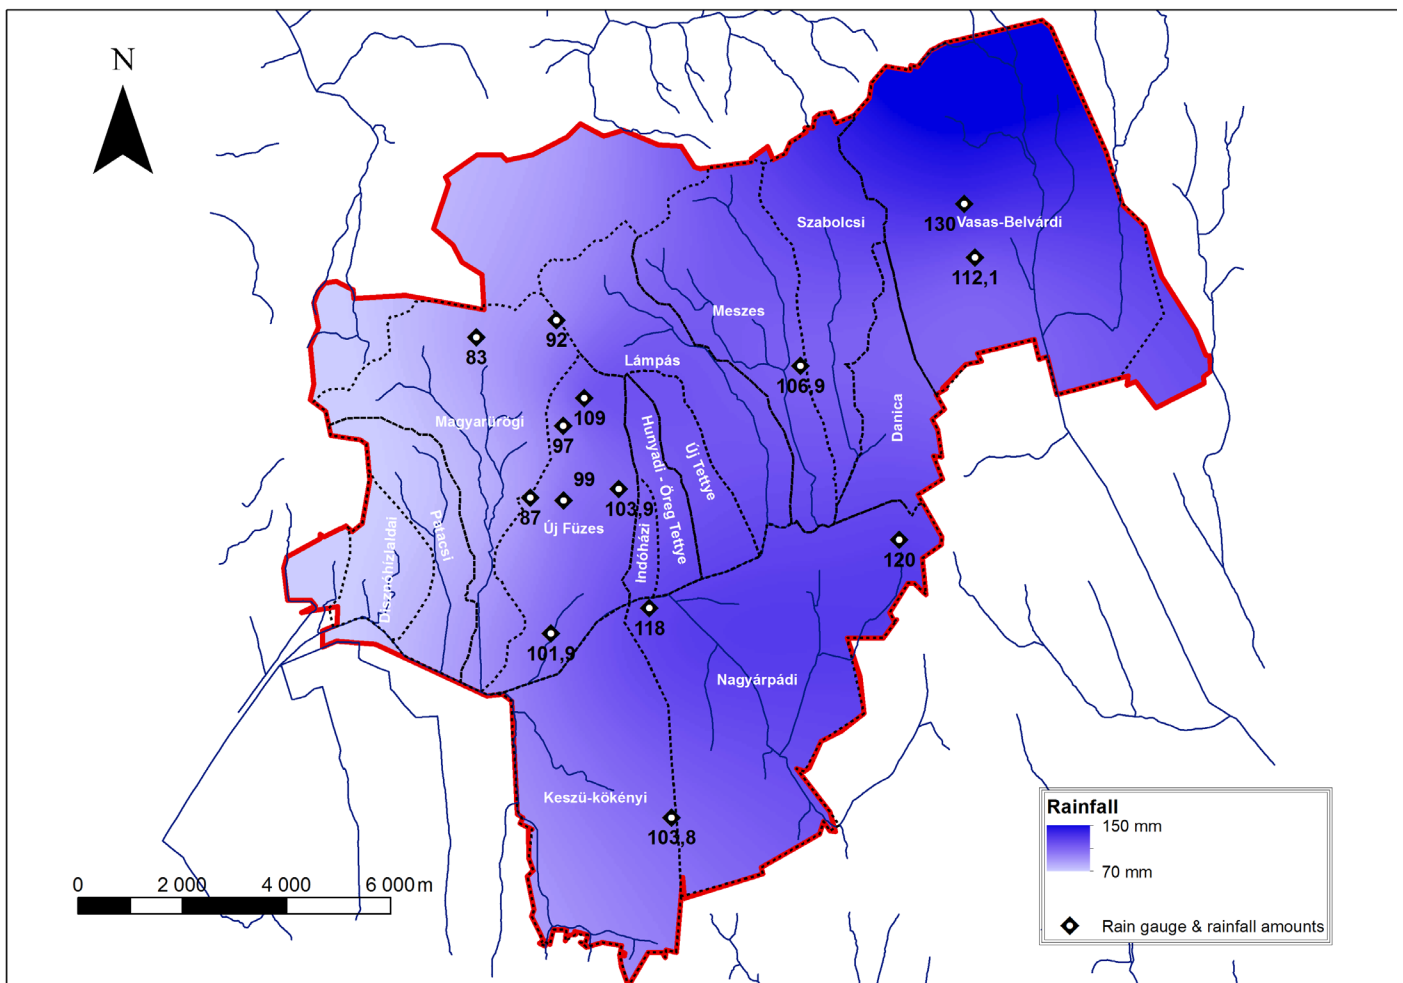 N
Szabolcsi
130
Vasas-Belvárdi
112,1
Meszes
83
92
Lámpás
106,9
109
Magyarürögi
97
Hunyadi - Öreg Tettye
Új Tettye
Danica
99
87
103,9
Új Füzes
Patacsi
Disznóhízlaldai
Indóházi
120
118
101,9
Nagyárpádi
Keszü-kökényi
103,8
Rainfall
150 mm
70 mm
Rain gauge & rainfall amounts
0 2 000 4 000 6 000 m